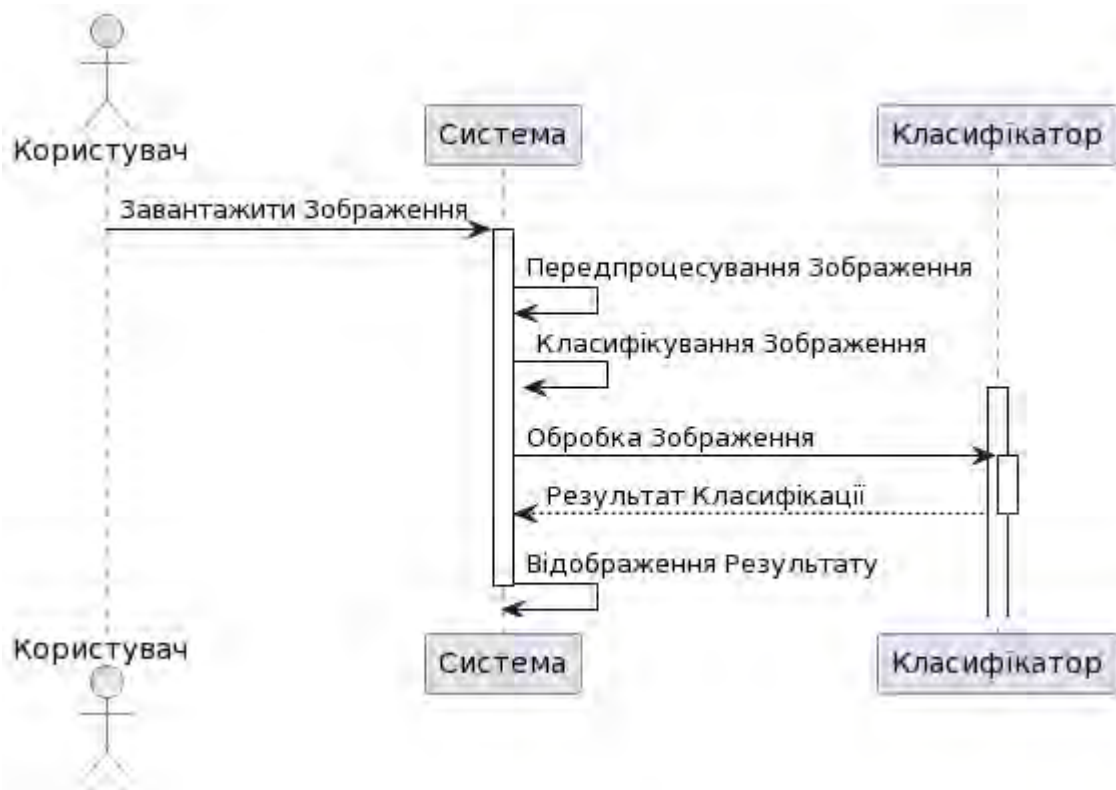 Користувач
Система
Класифікатор
Завантажити Зображення
Передпроцесування Зображення
Класифікування Зображення
Обробка Зображення
Результат Класифікації
Відображення Результату
Користувач
Система
Класифікатор